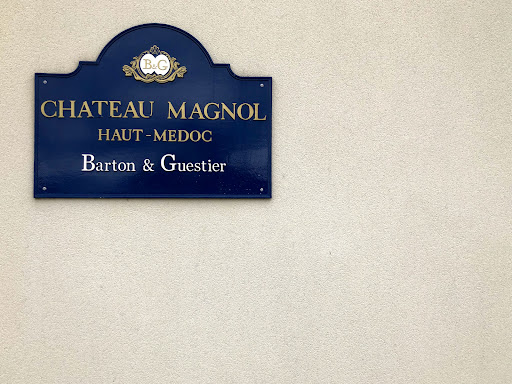 B&G
CHATEAU MAGNOL
HAUT-MEDOC
Barton & Guestier